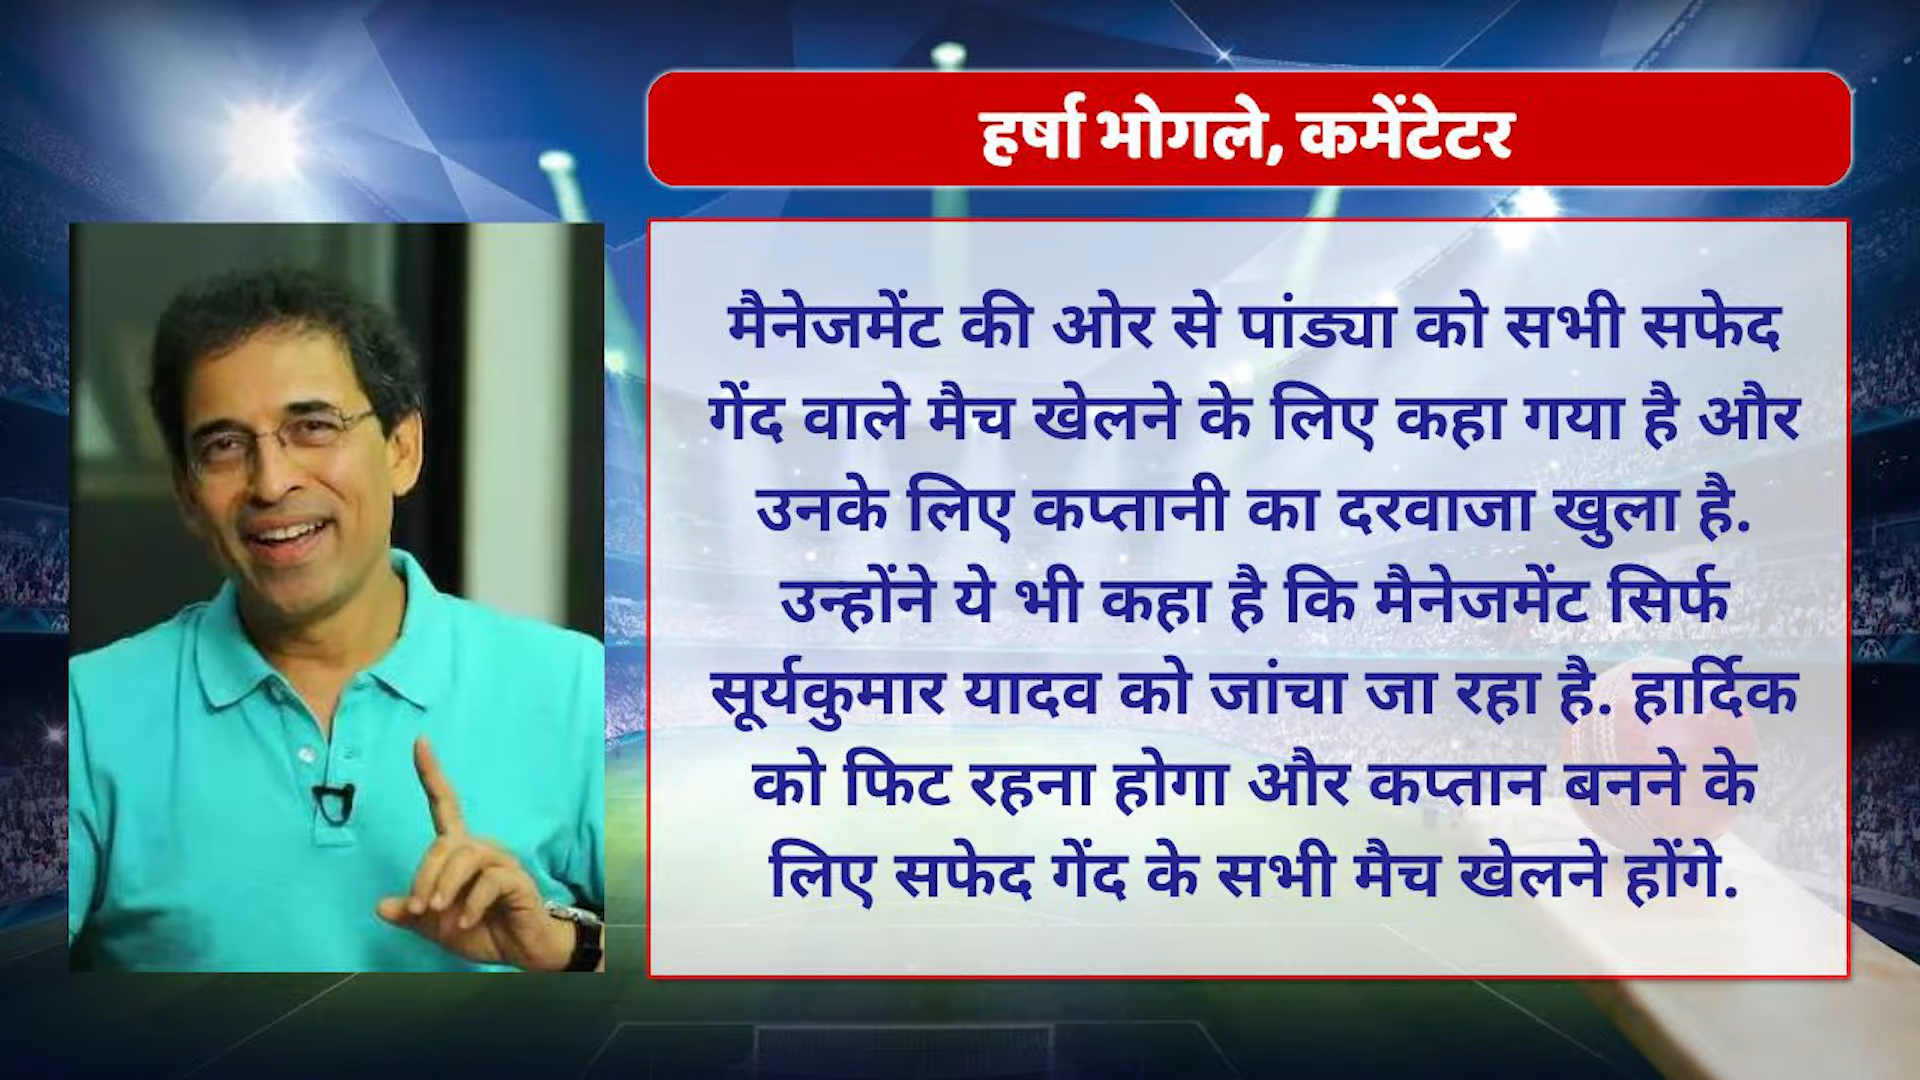 हर्षा भोगले, कमेंटेटर
मैनेजमेंट की ओर से पांड्या को सभी सफेद
गेंद वाले मैच खेलने के लिए कहा गया है और
उनके लिए कप्तानी का दरवाजा खुला है.
उन्होंने ये भी कहा है कि मैनेजमेंट सिर्फ
सूर्यकुमार यादव को जांचा जा रहा है. हार्दिक
को फिट रहना होगा और कप्तान बनने के
लिए सफेद गेंद के सभी मैच खेलने होंगे.